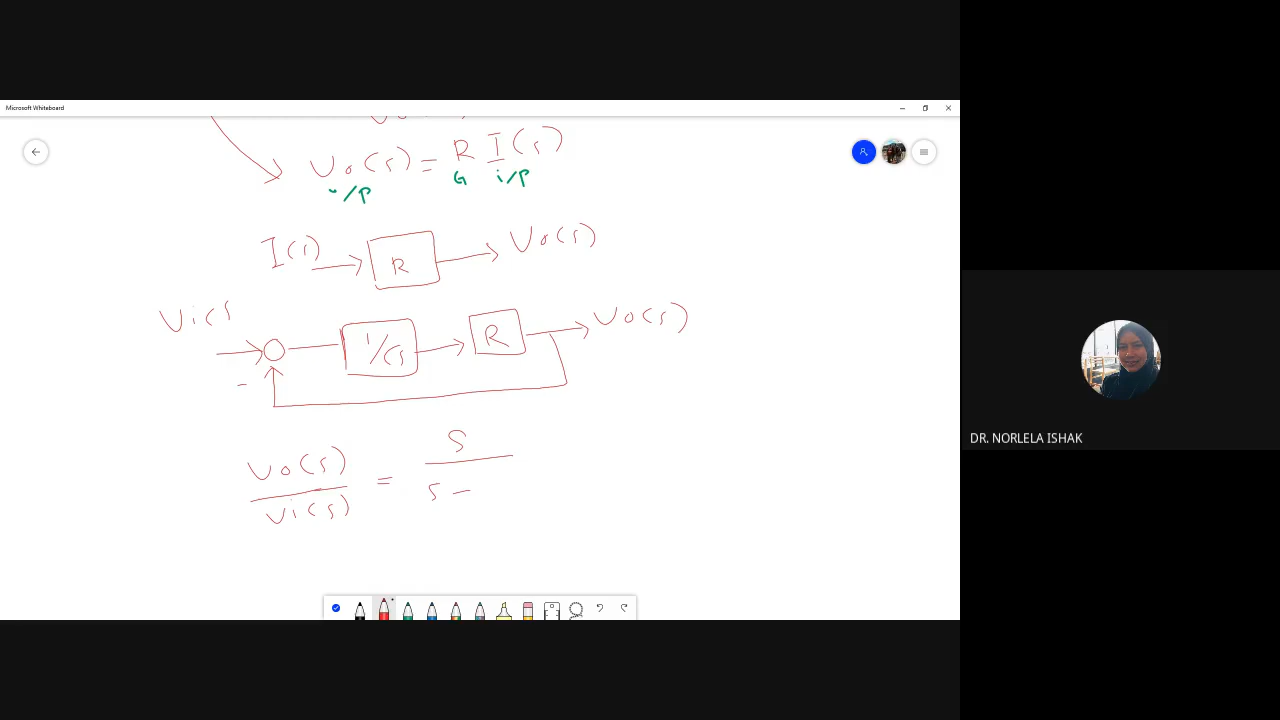 Microsoft Whiteboard
Vo(s) = R I(s)
o/p G i/p
I(s) R Vo(s)
Vi(s 1/Cs R Vo(s)
-
Vo(s) / Vi(s) = S / S -
DR. NORLELA ISHAK